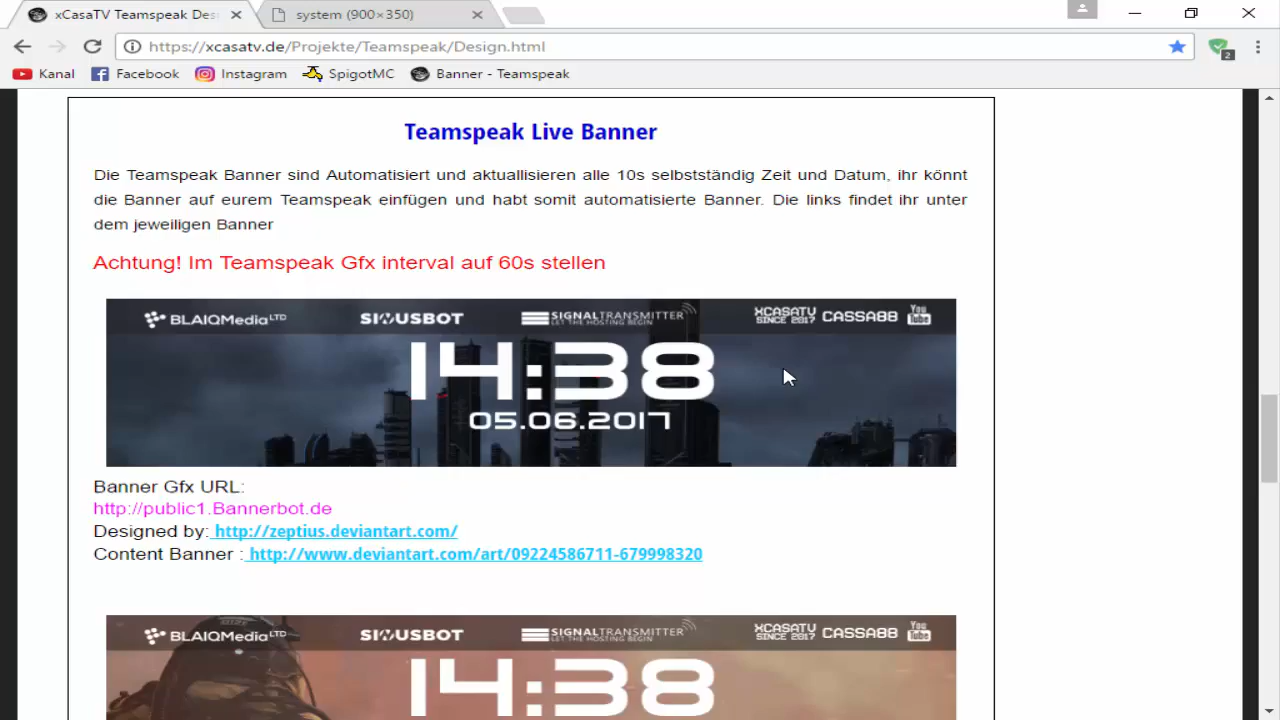 xCasaTV Teamspeak Des
system (900×350)
https://xcasatv.de/Projekte/Teamspeak/Design.html
2
Kanal
Facebook
Instagram
SpigotMC
Banner - Teamspeak
Teamspeak Live Banner
Die Teamspeak Banner sind Automatisiert und aktuallisieren alle 10s selbstständig Zeit und Datum, ihr könnt
die Banner auf eurem Teamspeak einfügen und habt somit automatisierte Banner. Die links findet ihr unter
dem jeweiligen Banner
Achtung! Im Teamspeak Gfx interval auf 60s stellen
BLAIQMedia LTD SINUSBOT SIGNALTRANSMITTER XCASATV CASSA88 You
LET THE HOSTING BEGIN SINCE 2017 Tube
14:38
05.06.2017
Banner Gfx URL:
http://public1.Bannerbot.de
Designed by: http://zeptius.deviantart.com/
Content Banner : http://www.deviantart.com/art/09224586711-679998320
BLAIQMedia LTD SINUSBOT SIGNALTRANSMITTER XCASATV CASSA88 You
LET THE HOSTING BEGIN SINCE 2017 Tube
14:38